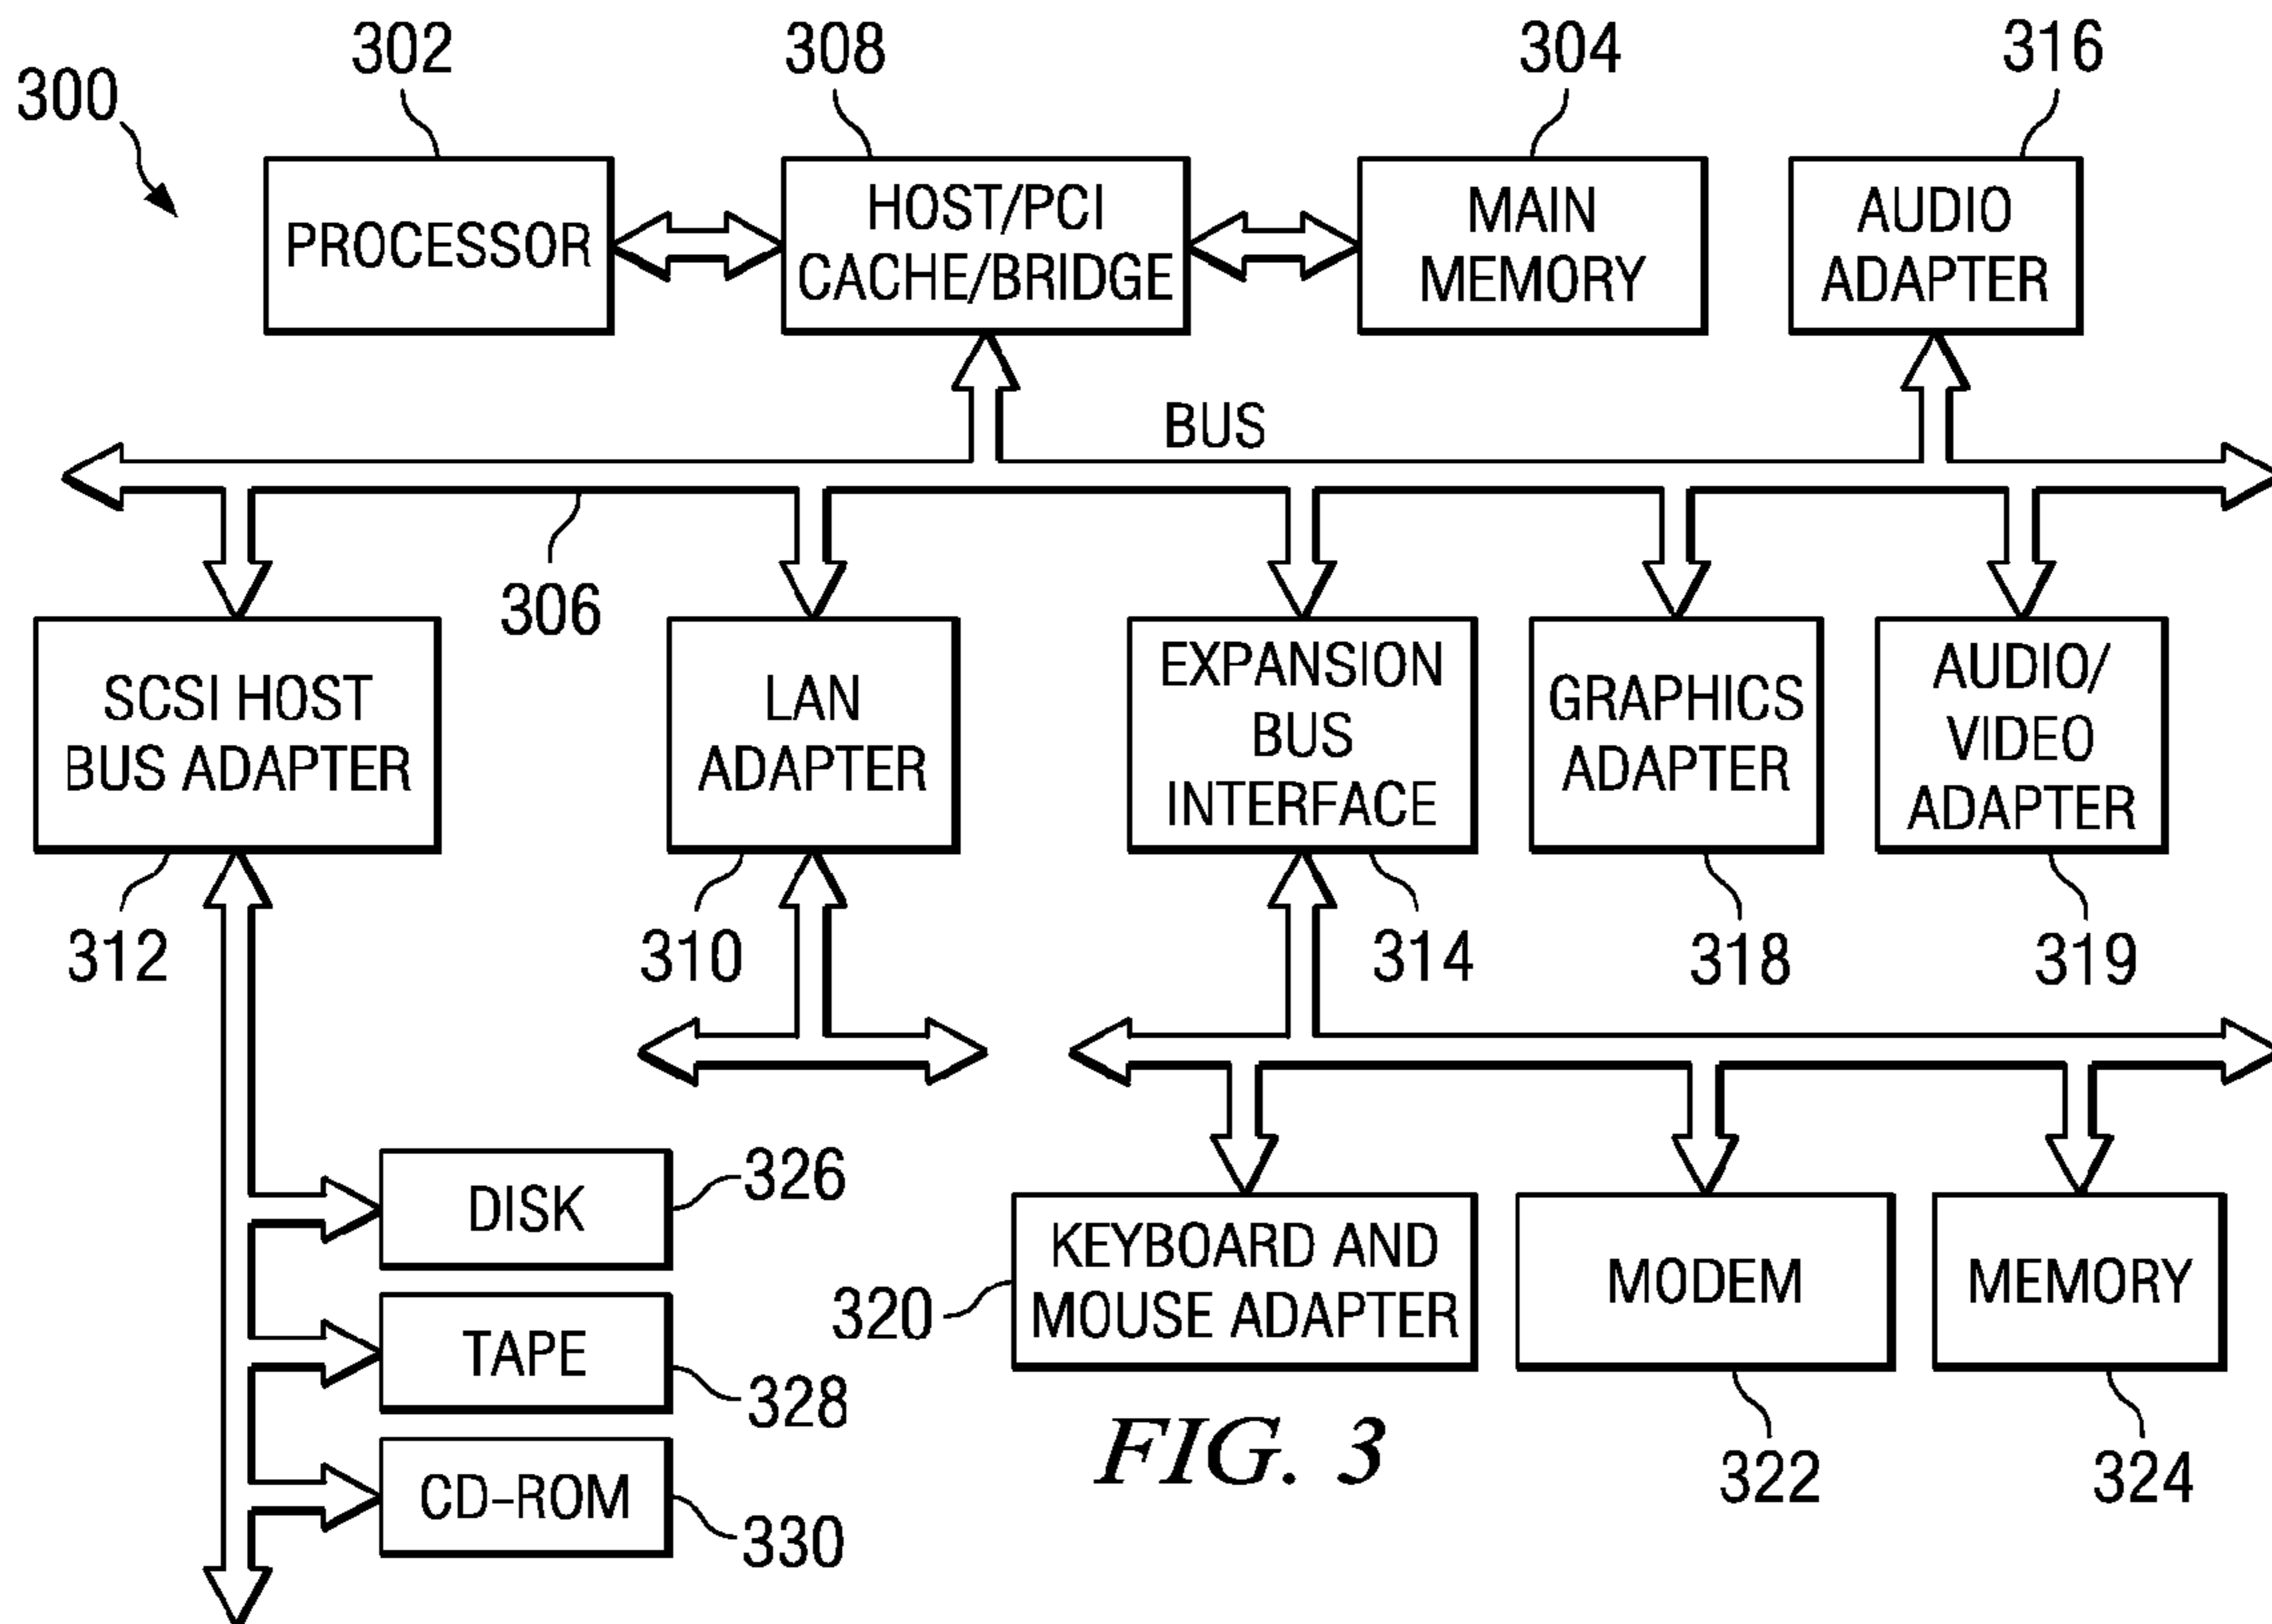 300
302
308
304
316
PROCESSOR
HOST/PCI
CACHE/BRIDGE
MAIN
MEMORY
AUDIO
ADAPTER
BUS
306
SCSI HOST
BUS ADAPTER
LAN
ADAPTER
EXPANSION
BUS
INTERFACE
GRAPHICS
ADAPTER
AUDIO/
VIDEO
ADAPTER
312
310
314
318
319
DISK
326
TAPE
328
CD-ROM
330
320
KEYBOARD AND
MOUSE ADAPTER
MODEM
MEMORY
322
324
FIG. 3